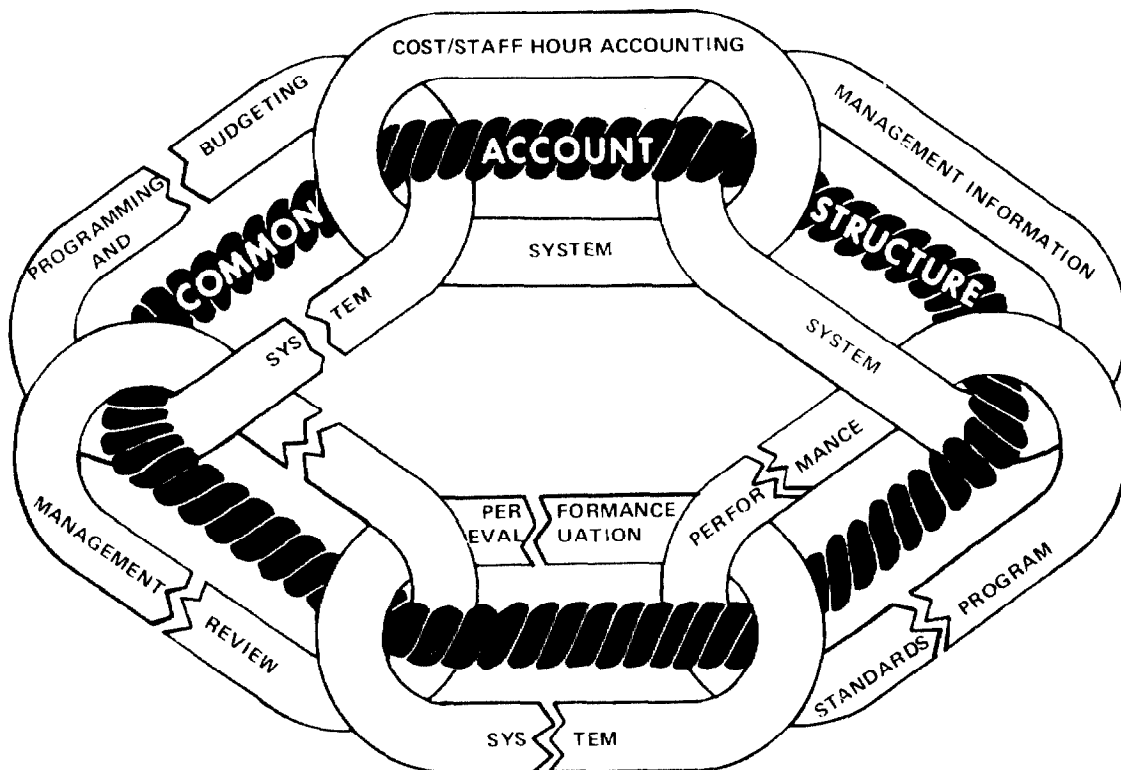 COST/STAFF HOUR ACCOUNTING
SYSTEM
PROGRAMMING
AND
BUDGETING
SYS
TEM
MANAGEMENT INFORMATION
SYSTEM
COMMON
ACCOUNT
STRUCTURE
MANAGEMENT
REVIEW
PER
EVAL
FORMANCE
UATION
SYS
TEM
PERFOR
MANCE
STANDARDS
PROGRAM